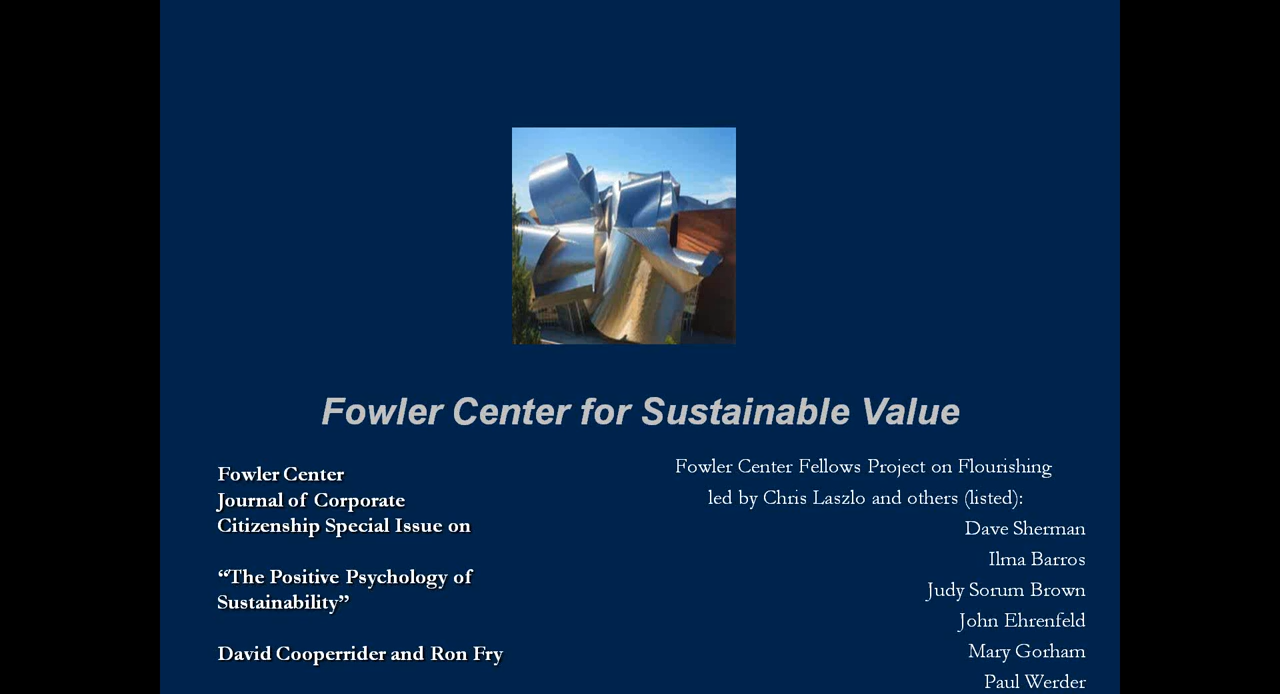 Fowler Center for Sustainable Value
Fowler Center
Journal of Corporate
Citizenship Special Issue on
“The Positive Psychology of
Sustainability”
David Cooperrider and Ron Fry
Fowler Center Fellows Project on Flourishing
led by Chris Laszlo and others (listed):
Dave Sherman
Ilma Barros
Judy Sorum Brown
John Ehrenfeld
Mary Gorham
Paul Werder